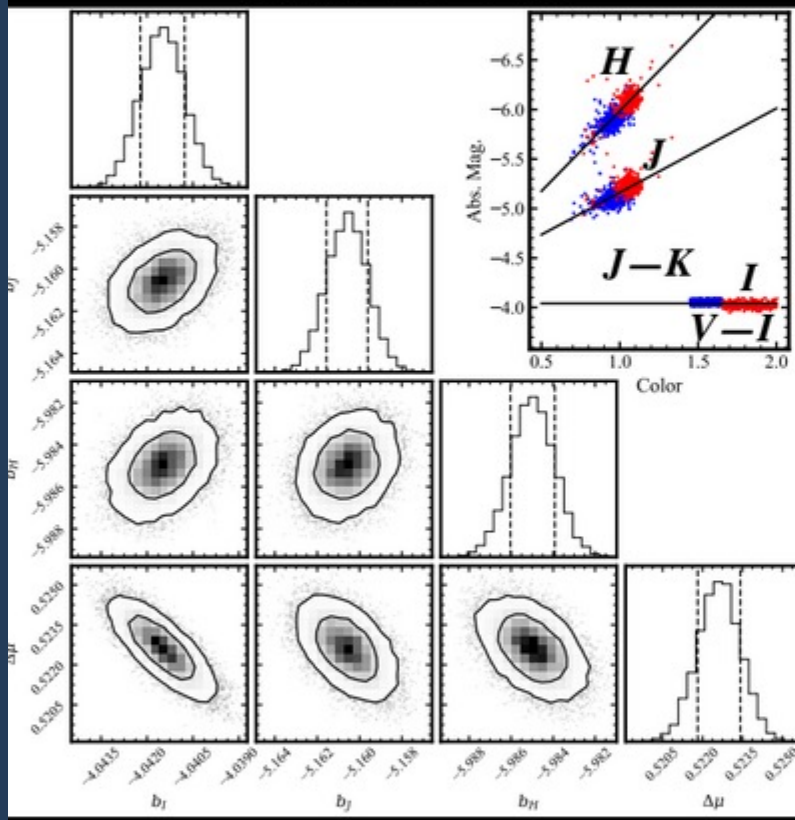 H
J
J−K
I
V−I
Abs. Mag.
−6.5
−6.0
−5.5
−5.0
−4.5
−4.0
0.5 1.0 1.5 2.0
Color
−5.158
−5.160
−5.162
−5.164
b_J
−5.982
−5.984
−5.986
−5.988
b_H
0.5250
0.5235
0.5220
0.5205
Δμ
−4.0435 −4.0420 −4.0405 −4.0390
b_I
−5.164 −5.162 −5.160 −5.158
b_J
−5.988 −5.986 −5.984 −5.982
b_H
0.5205 0.5220 0.5235 0.5250
Δμ